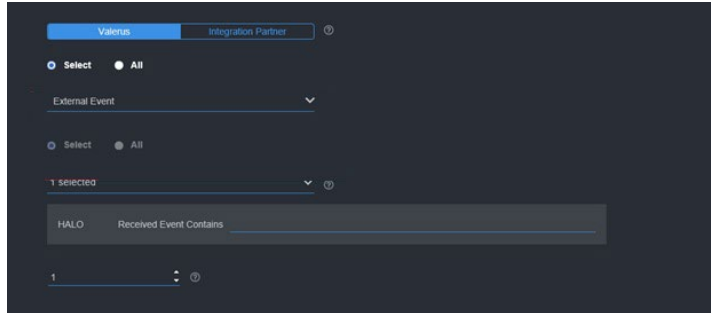 Valerus Integration Partner
Select All
External Event
Select All
1 selected
HALO Received Event Contains
1